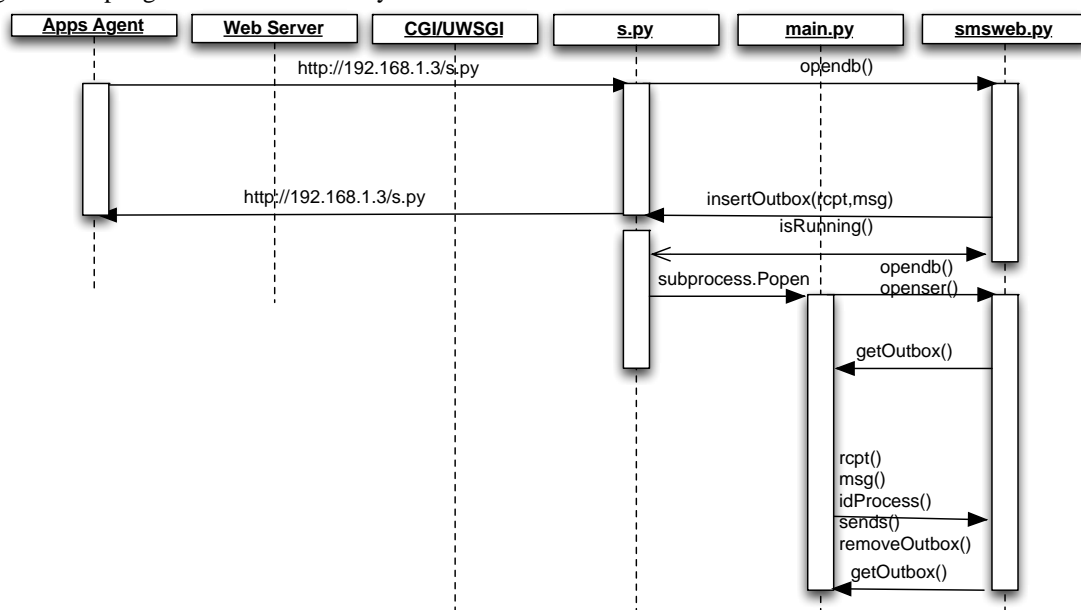 Apps Agent
Web Server
CGI/UWSGI
s.py
main.py
smsweb.py
http://192.168.1.3/s.py
opendb()
http://192.168.1.3/s.py
insertOutbox(rcpt,msg)
isRunning()
opendb()
subprocess.Popen
openser()
getOutbox()
rcpt()
msg()
idProcess()
sends()
removeOutbox()
getOutbox()